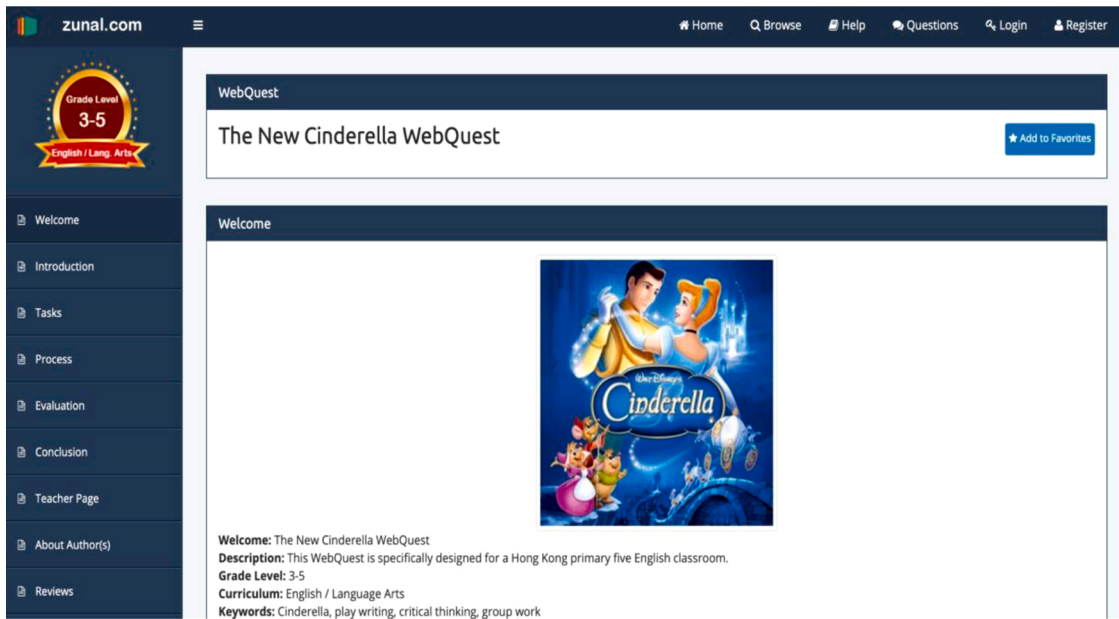 zunal.com
Home Browse Help Questions Login Register
Grade Level
3-5
English / Lang. Arts
Welcome
Introduction
Tasks
Process
Evaluation
Conclusion
Teacher Page
About Author(s)
Reviews
WebQuest
The New Cinderella WebQuest
Add to Favorites
Welcome
Walt Disney's
Cinderella
Welcome: The New Cinderella WebQuest
Description: This WebQuest is specifically designed for a Hong Kong primary five English classroom.
Grade Level: 3-5
Curriculum: English / Language Arts
Keywords: Cinderella, play writing, critical thinking, group work